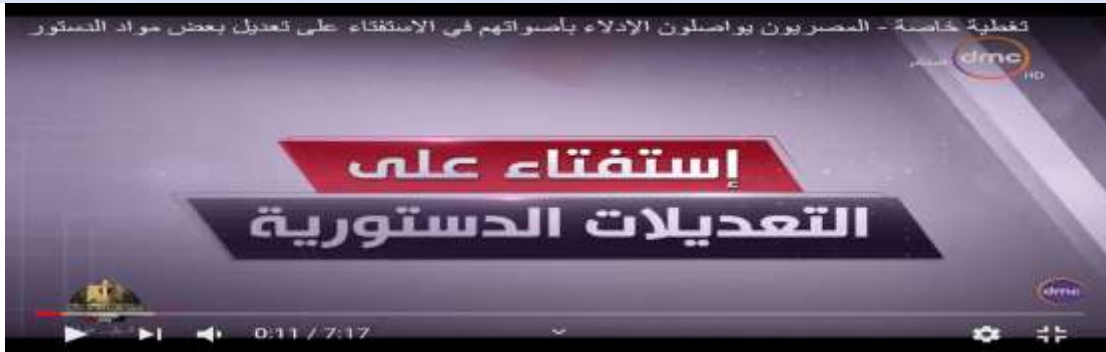 تغطية خاصة - المصريون يواصلون الإدلاء بأصواتهم في الاستفتاء على تعديل بعض مواد الدستور
dmc
HD
إستفتاء على
التعديلات الدستورية
dmc
0:11 / 7:17